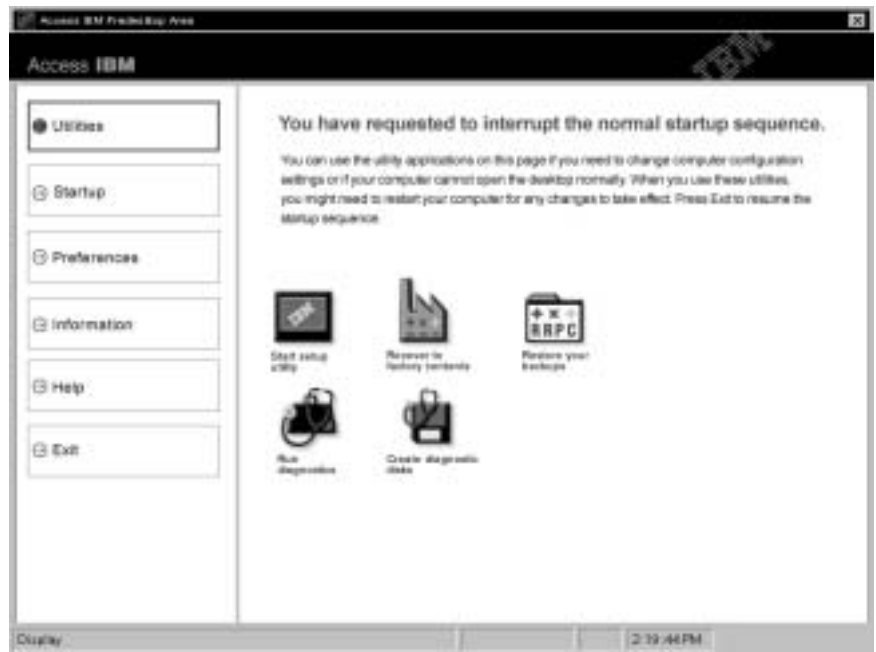 Access IBM Predesktop Area
Access IBM
IBM
Utilities
Startup
Preferences
Information
Help
Exit
You have requested to interrupt the normal startup sequence.
You can use the utility applications on this page if you need to change computer configuration
settings or if your computer cannot open the desktop normally. When you use these utilities,
you might need to restart your computer for any changes to take effect. Press Exit to resume the
startup sequence.
IBM
Start setup
utility
Recover to
factory contents
RRPC
Restore your
backups
Run
diagnostics
Create diagnostic
disks
Display
2:19:44 PM